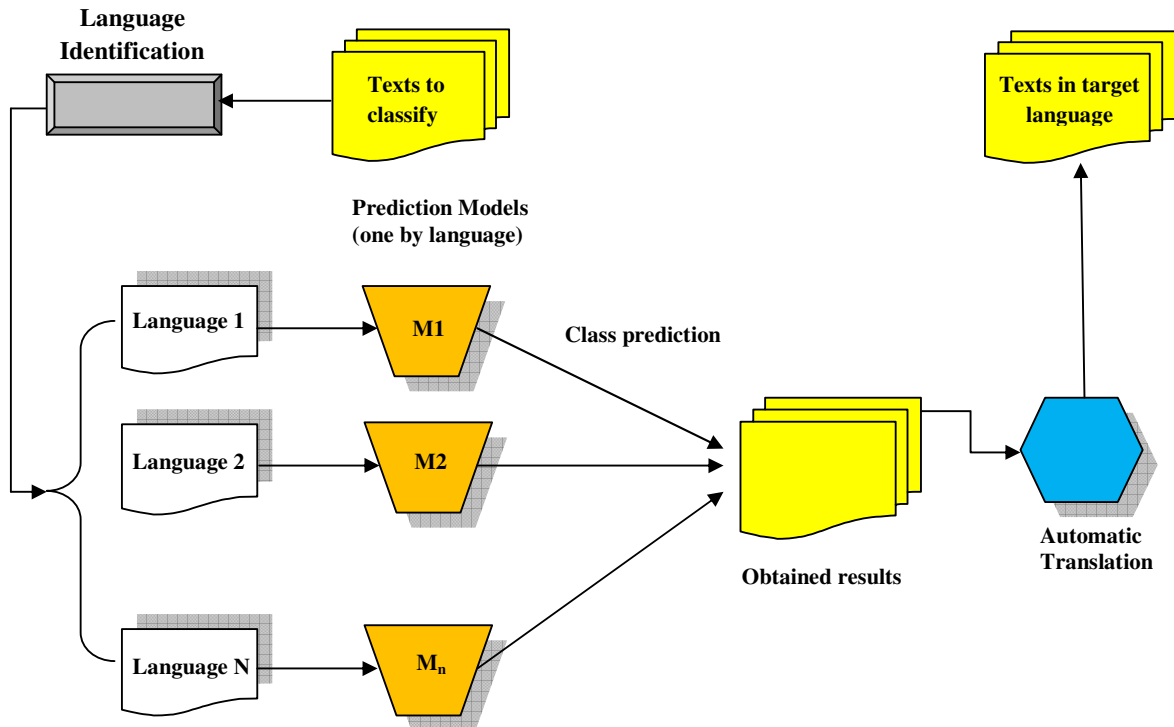 Language
Identification
Texts to
classify
Texts in target
language
Prediction Models
(one by language)
Language 1
M1
Class prediction
Language 2
M2
Obtained results
Automatic
Translation
Language N
Mn